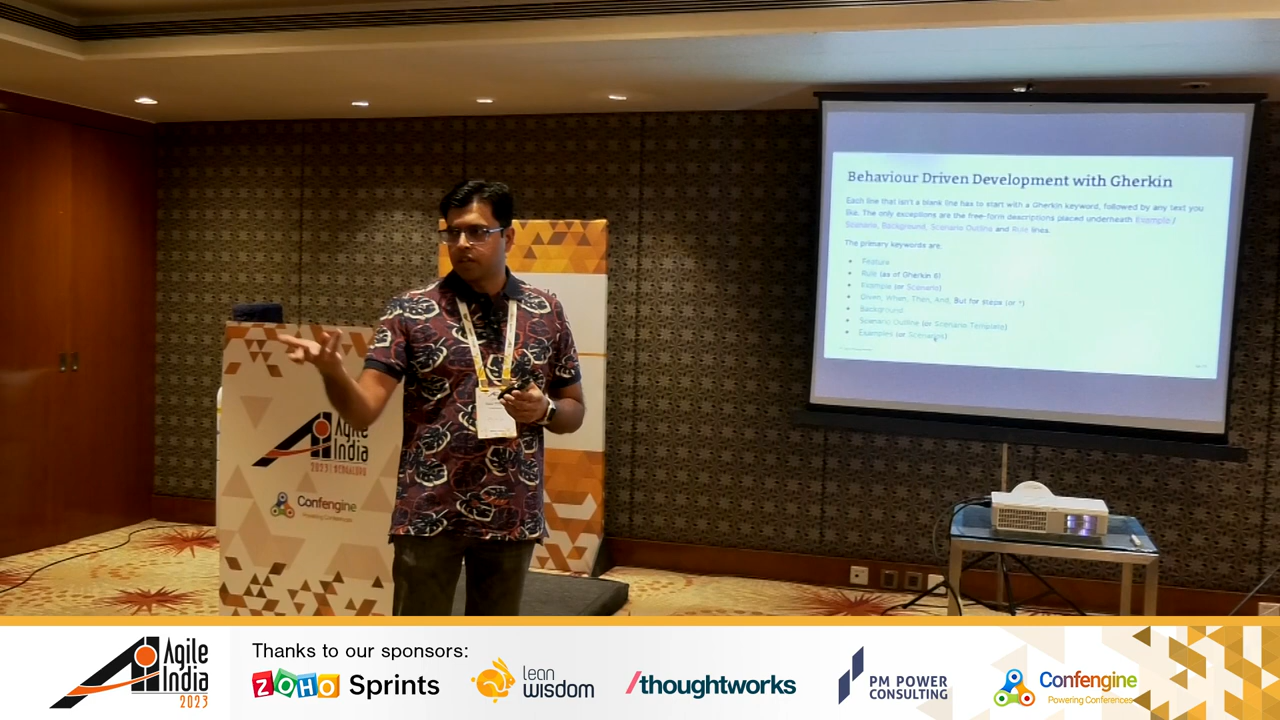 Behaviour Driven Development with Gherkin
Each line that isn't a blank line has to start with a Gherkin keyword, followed by any text you
like. The only exceptions are the free-form descriptions placed underneath Example /
Scenario, Background, Scenario Outline and Rule lines.
The primary keywords are.
Feature
Rule (as of Gherkin 6)
Example (or Scenario)
Given, When, Then, And, But for steps (or *)
Background
Scenario Outline (or Scenario Template)
Examples (or Scenarios)
Agile
India
2023 | BENGALURU
Confengine
Powering Conferences
Agile
India
2023
Thanks to our sponsors:
ZOHO Sprints
lean
wisdom
/thoughtworks
PM POWER
CONSULTING
Confengine
Powering Conferences